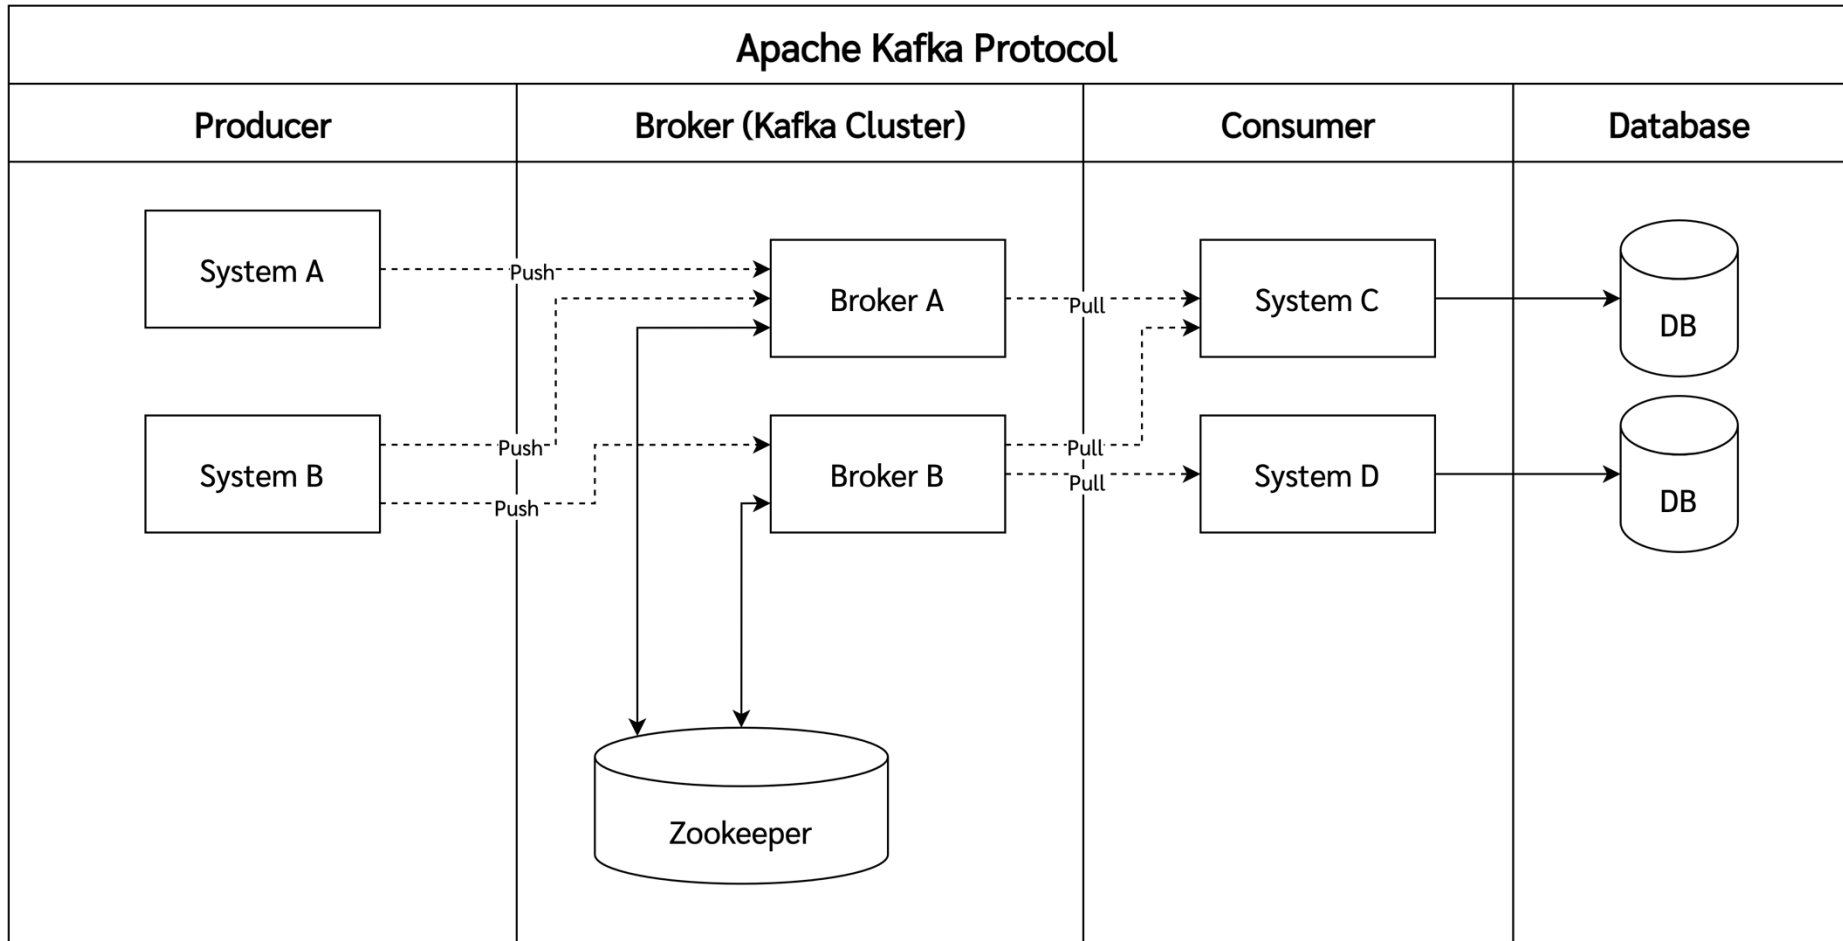 Apache Kafka Protocol
Producer
Broker (Kafka Cluster)
Consumer
Database
System A
Push
Broker A
Pull
System C
DB
System B
Push
Push
Broker B
Pull
Pull
System D
DB
Zookeeper